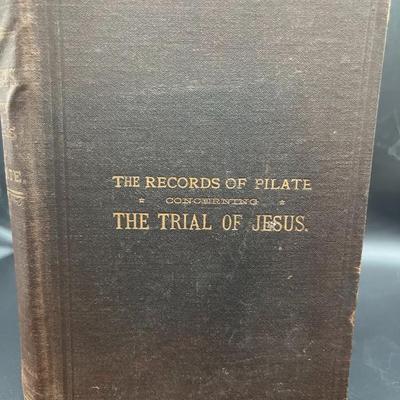 THE RECORDS OF PILATE
CONCERNING
THE TRIAL OF JESUS.